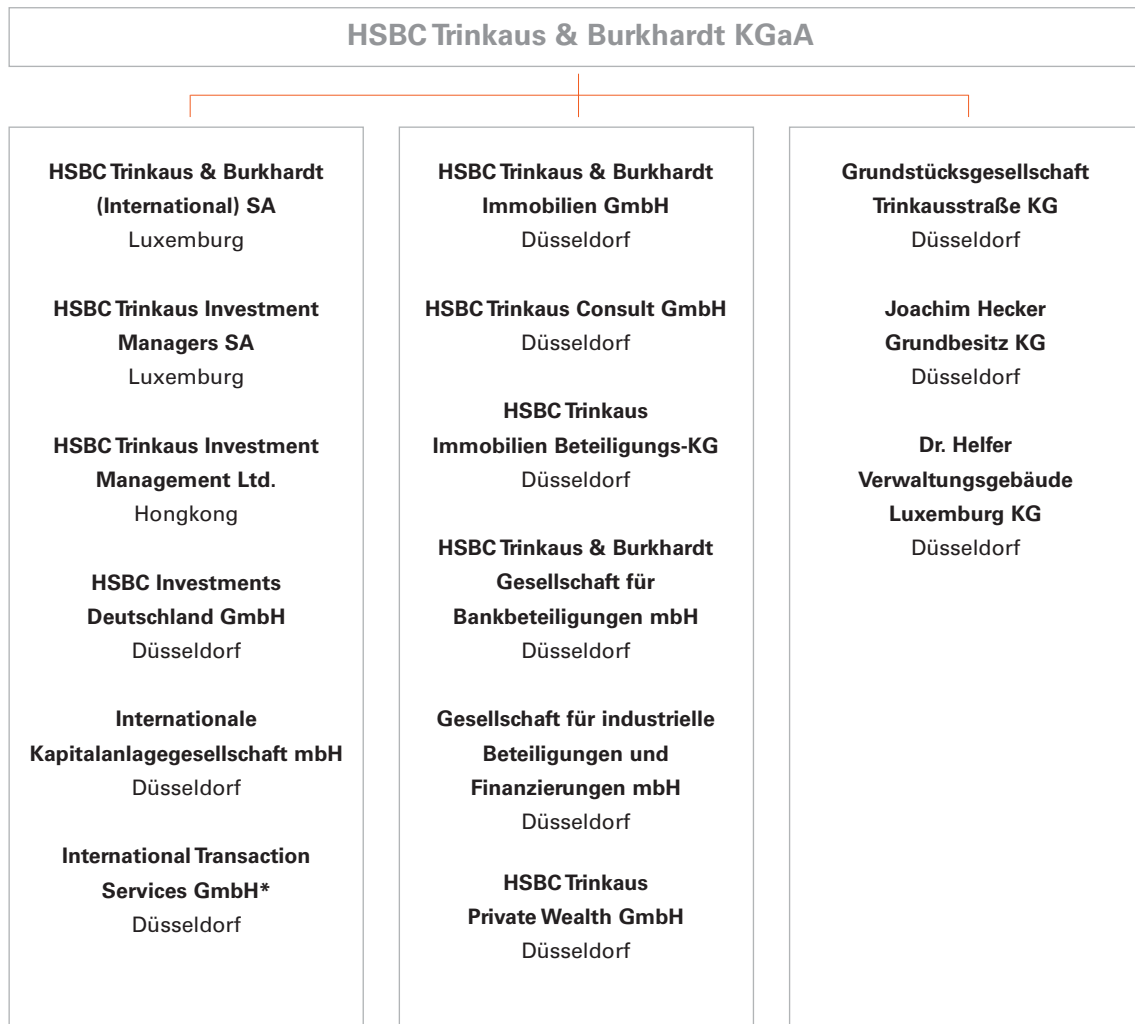 HSBC Trinkaus & Burkhardt KGaA
HSBC Trinkaus & Burkhardt
(International) SA
Luxemburg
HSBC Trinkaus Investment
Managers SA
Luxemburg
HSBC Trinkaus Investment
Management Ltd.
Hongkong
HSBC Investments
Deutschland GmbH
Düsseldorf
Internationale
Kapitalanlagegesellschaft mbH
Düsseldorf
International Transaction
Services GmbH*
Düsseldorf
HSBC Trinkaus & Burkhardt
Immobilien GmbH
Düsseldorf
HSBC Trinkaus Consult GmbH
Düsseldorf
HSBC Trinkaus
Immobilien Beteiligungs-KG
Düsseldorf
HSBC Trinkaus & Burkhardt
Gesellschaft für
Bankbeteiligungen mbH
Düsseldorf
Gesellschaft für industrielle
Beteiligungen und
Finanzierungen mbH
Düsseldorf
HSBC Trinkaus
Private Wealth GmbH
Düsseldorf
Grundstücksgesellschaft
Trinkausstraße KG
Düsseldorf
Joachim Hecker
Grundbesitz KG
Düsseldorf
Dr. Helfer
Verwaltungsgebäude
Luxemburg KG
Düsseldorf